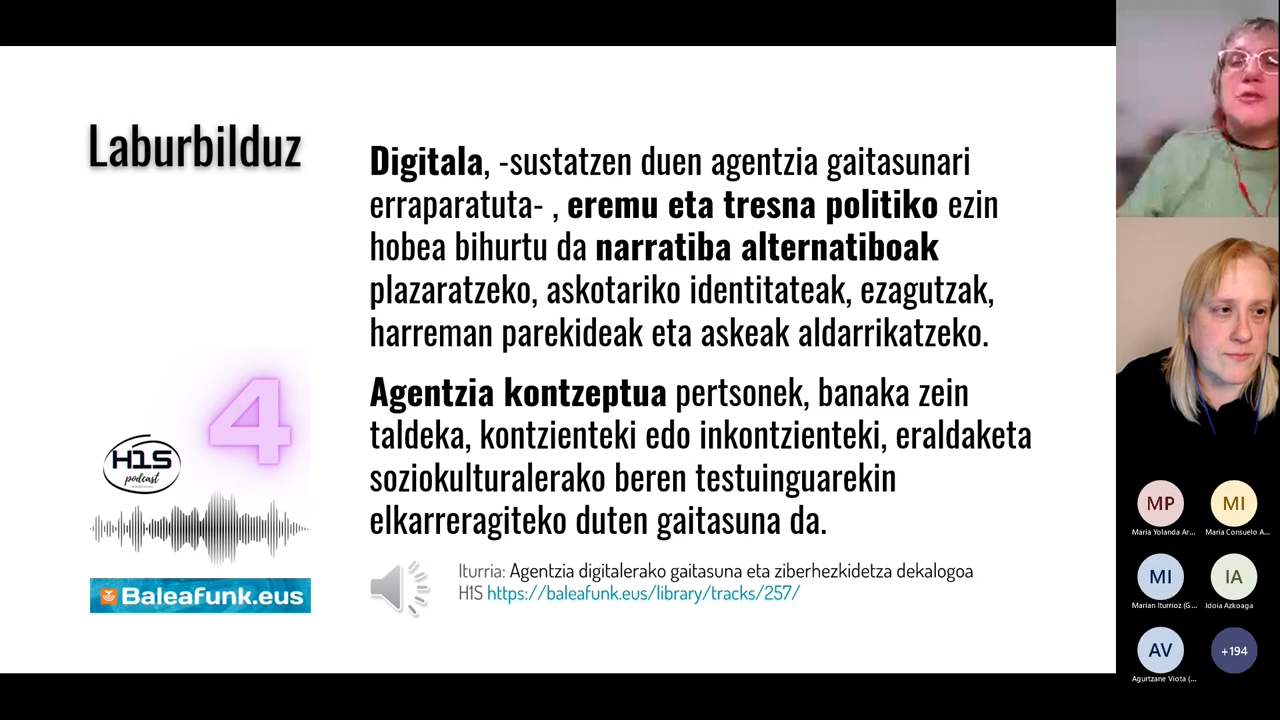 Laburbilduz
Digitala, -sustatzen duen agentzia gaitasunari
erraparatuta- , eremu eta tresna politiko ezin
hobea bihurtu da narratiba alternatiboak
plazaratzeko, askotariko identitateak, ezagutzak,
harreman parekideak eta askeak aldarrikatzeko.
Agentzia kontzeptua pertsonek, banaka zein
taldeka, kontzienteki edo inkontzienteki, eraldaketa
soziokulturalerako beren testuinguarekin
elkarreragiteko duten gaitasuna da.
4
H1S
podcast
Baleafunk.eus
Iturria: Agentzia digitalerako gaitasuna eta ziberhezkidetza dekalogoa
H1S https://baleafunk.eus/library/tracks/257/
MP
MI
Maria Yolanda Ar...
Maria Consuelo A...
MI
IA
Marian Iturrioz (G...
Idoia Azkoaga
AV
+194
Agurtzane Viota (...